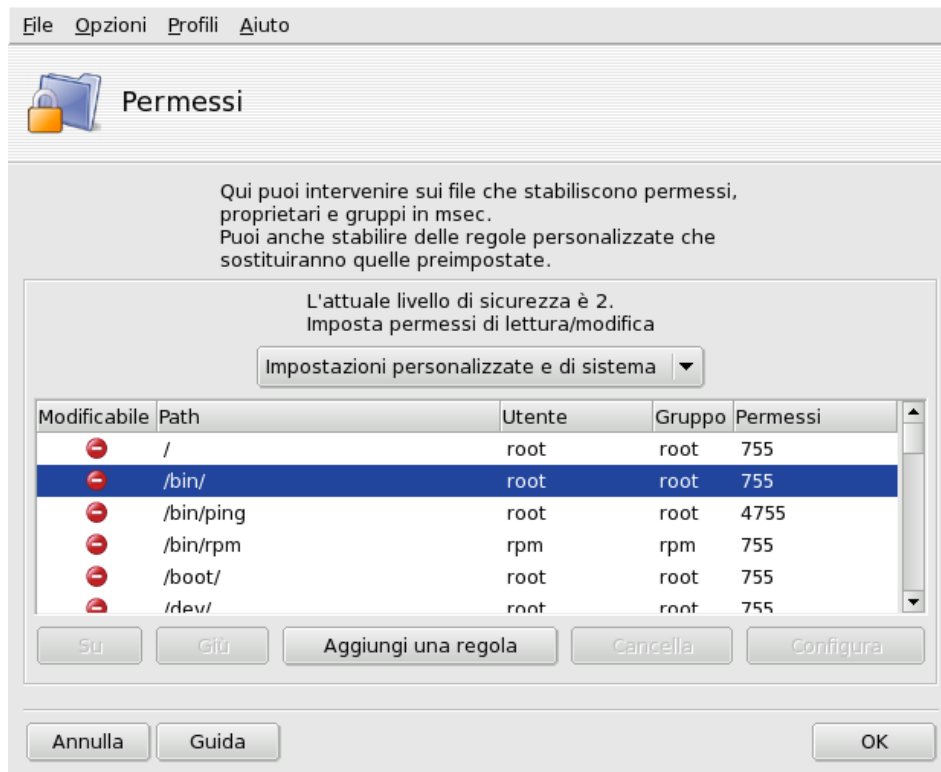 File Opzioni Profili Aiuto
Permessi
Qui puoi intervenire sui file che stabiliscono permessi,
proprietari e gruppi in msec.
Puoi anche stabilire delle regole personalizzate che
sostituiranno quelle preimpostate.
L'attuale livello di sicurezza è 2.
Imposta permessi di lettura/modifica
Impostazioni personalizzate e di sistema
Modificabile Path Utente Gruppo Permessi
/ root root 755
/bin/ root root 755
/bin/ping root root 4755
/bin/rpm rpm rpm 755
/boot/ root root 755
/dev/ root root 755
Su Giù Aggiungi una regola Cancella Configura
Annulla Guida OK